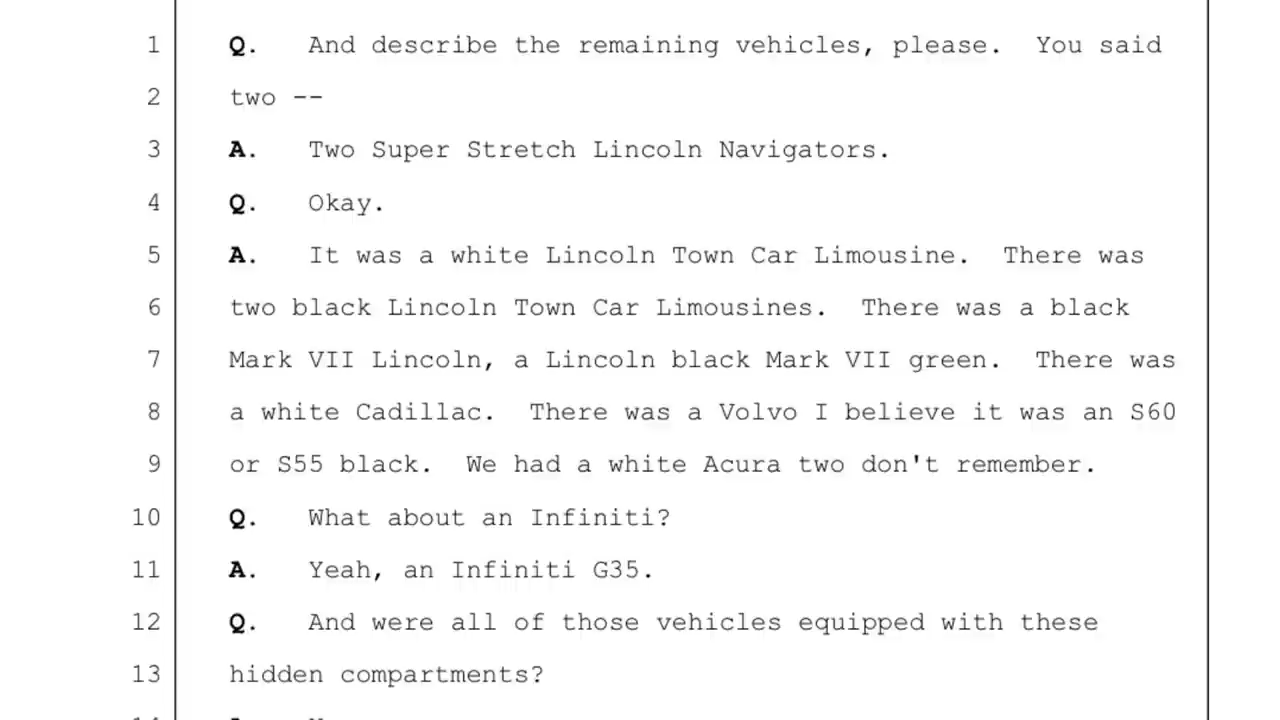 1 Q. And describe the remaining vehicles, please. You said
2 two --
3 A. Two Super Stretch Lincoln Navigators.
4 Q. Okay.
5 A. It was a white Lincoln Town Car Limousine. There was
6 two black Lincoln Town Car Limousines. There was a black
7 Mark VII Lincoln, a Lincoln black Mark VII green. There was
8 a white Cadillac. There was a Volvo I believe it was an S60
9 or S55 black. We had a white Acura two don't remember.
10 Q. What about an Infiniti?
11 A. Yeah, an Infiniti G35.
12 Q. And were all of those vehicles equipped with these
13 hidden compartments?